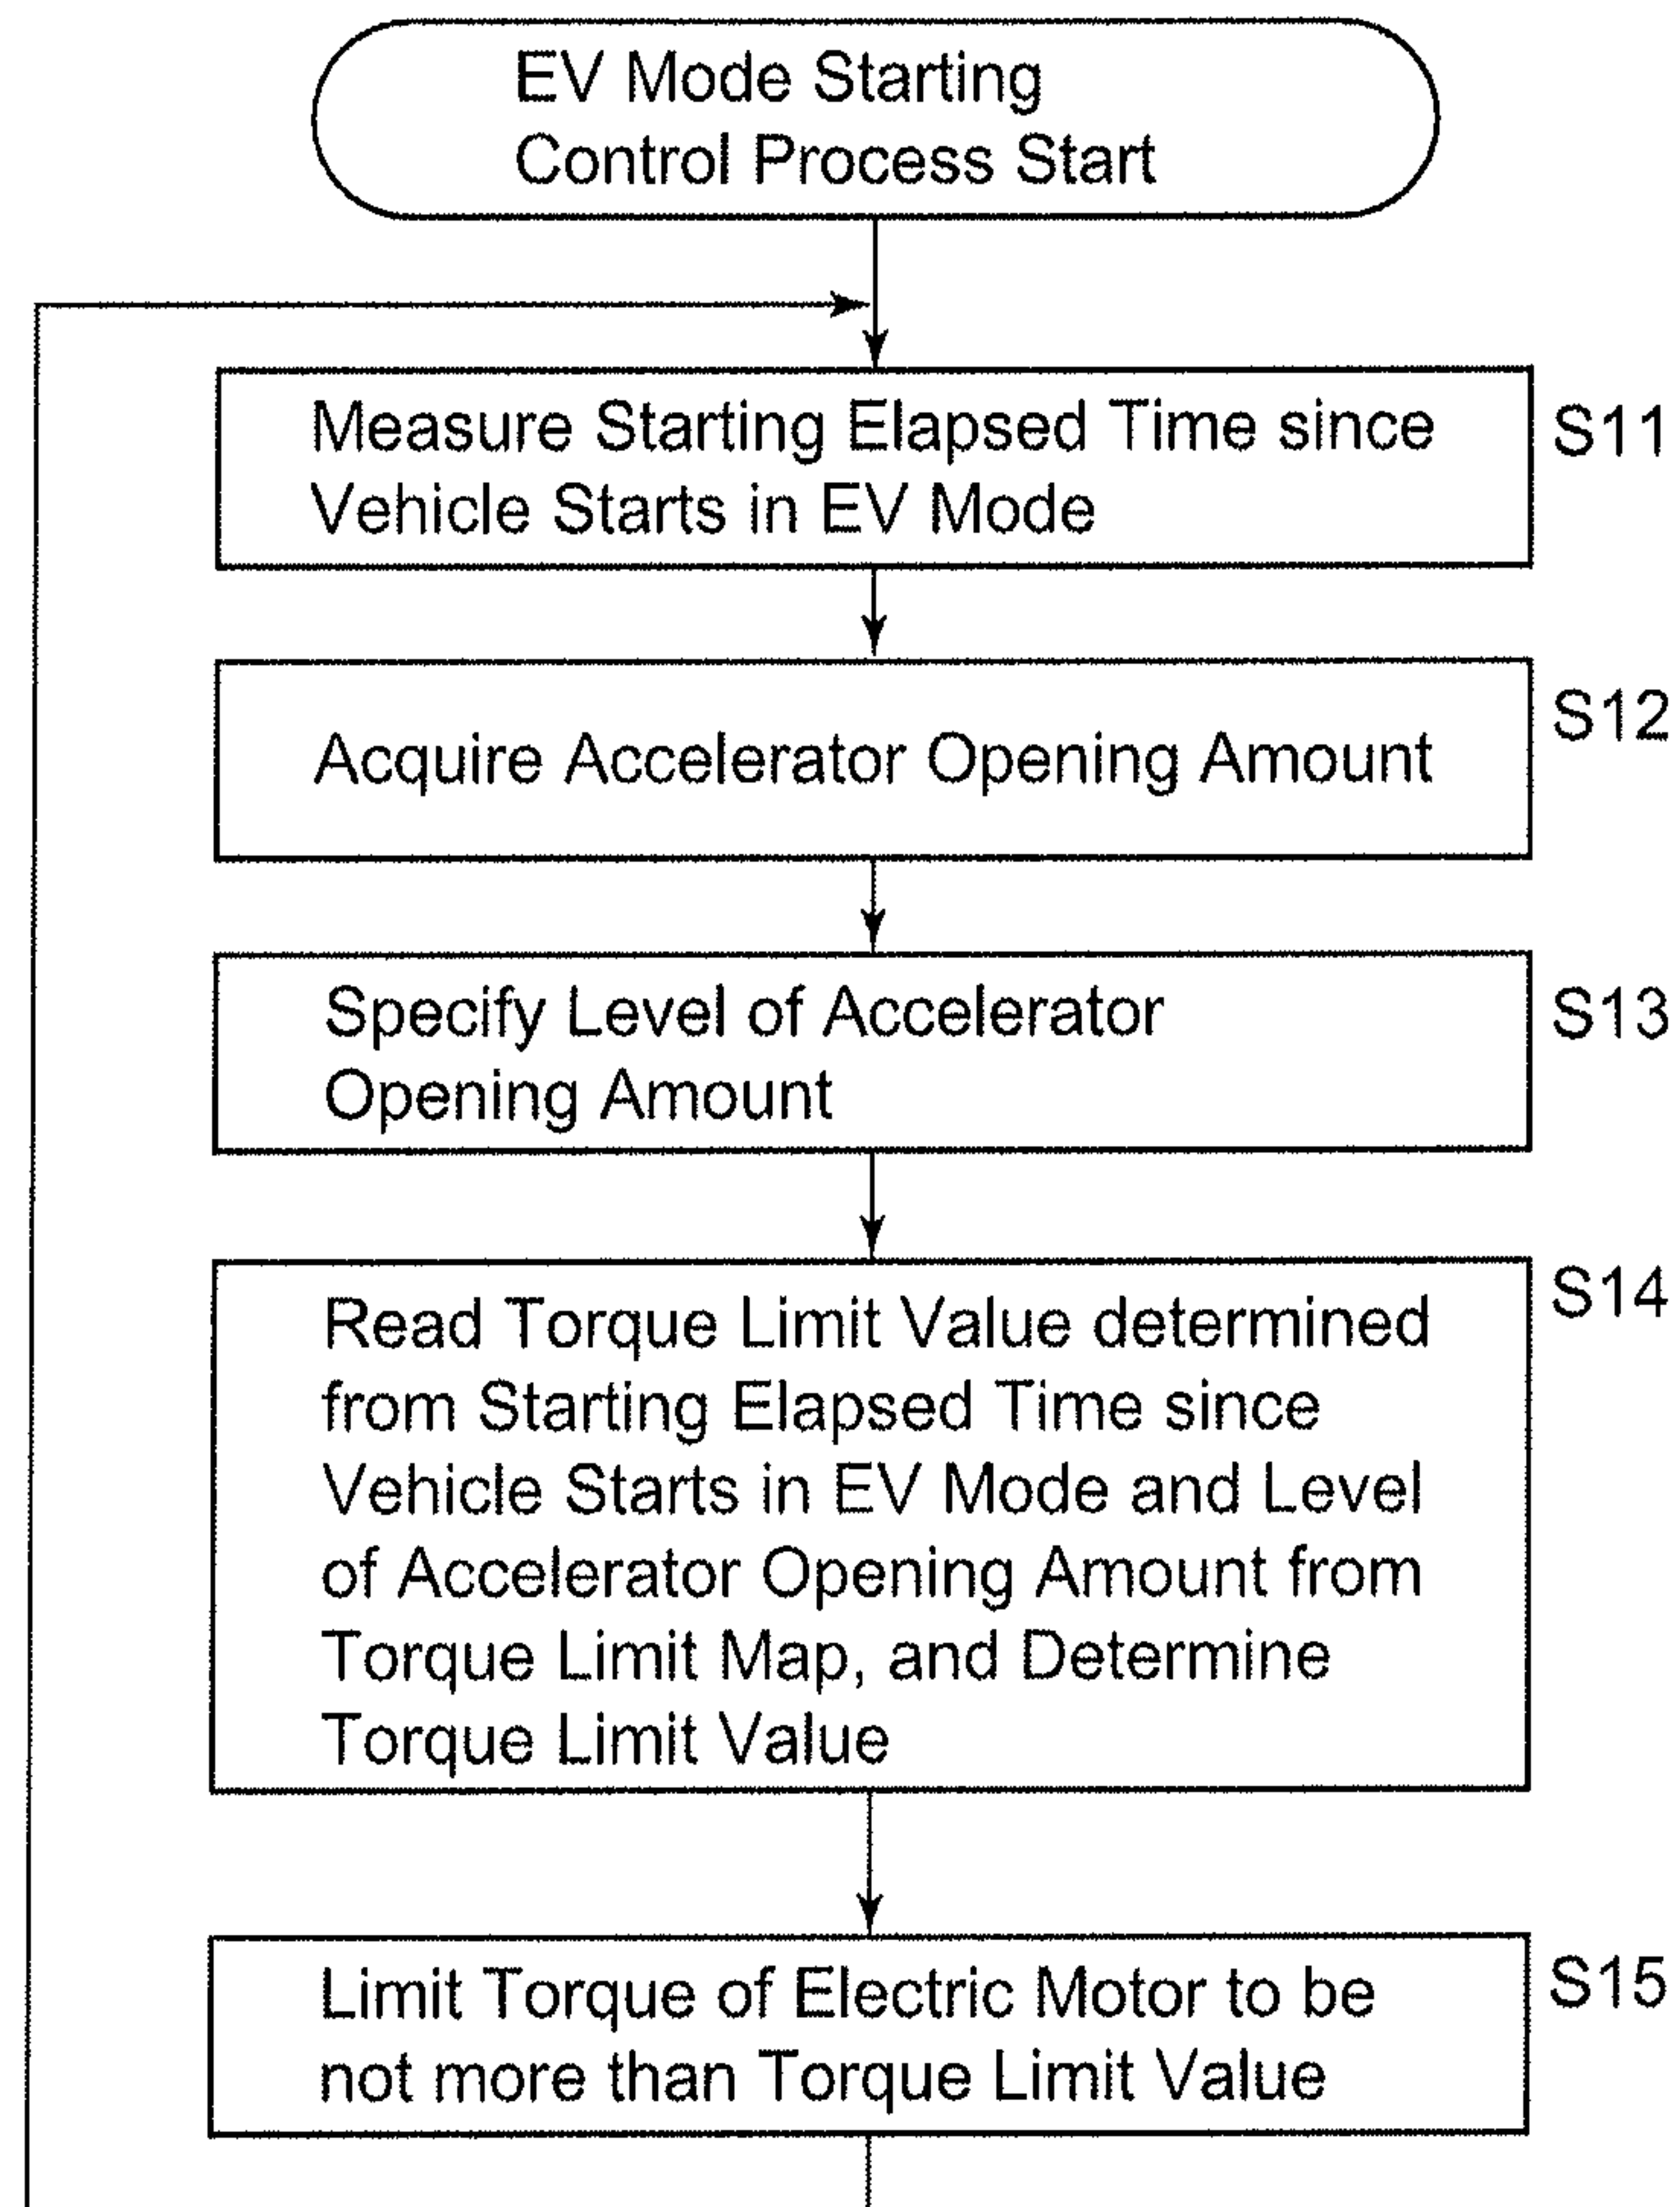 EV Mode Starting
Control Process Start
Measure Starting Elapsed Time since
Vehicle Starts in EV Mode
S11
Acquire Accelerator Opening Amount
S12
Specify Level of Accelerator
Opening Amount
S13
Read Torque Limit Value determined
from Starting Elapsed Time since
Vehicle Starts in EV Mode and Level
of Accelerator Opening Amount from
Torque Limit Map, and Determine
Torque Limit Value
S14
Limit Torque of Electric Motor to be
not more than Torque Limit Value
S15